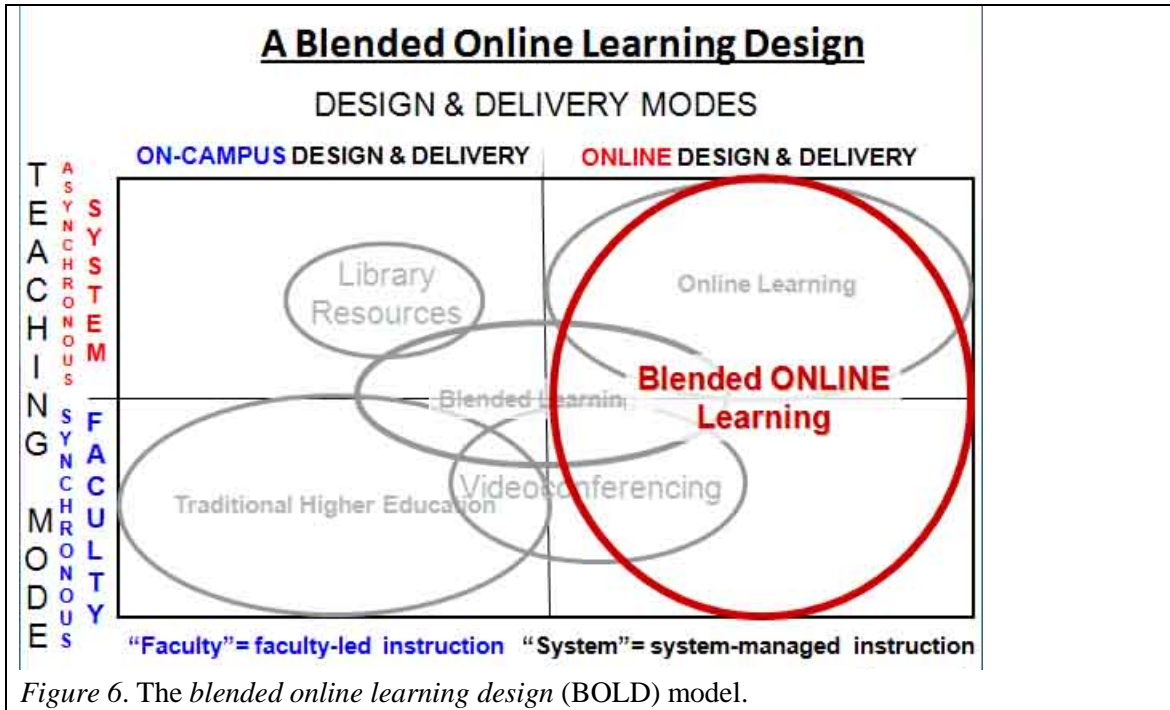 A Blended Online Learning Design
DESIGN & DELIVERY MODES
ON-CAMPUS DESIGN & DELIVERY
ONLINE DESIGN & DELIVERY
TEACHING MODE
ASYNCHRONOUS
SYSTEM
SYNCHRONOUS
FACULTY
Library
Resources
Online Learning
Blended ONLINE
Learning
Blended Learning
Videoconferencing
Traditional Higher Education
“Faculty”= faculty-led instruction “System”= system-managed instruction
Figure 6. The blended online learning design (BOLD) model.